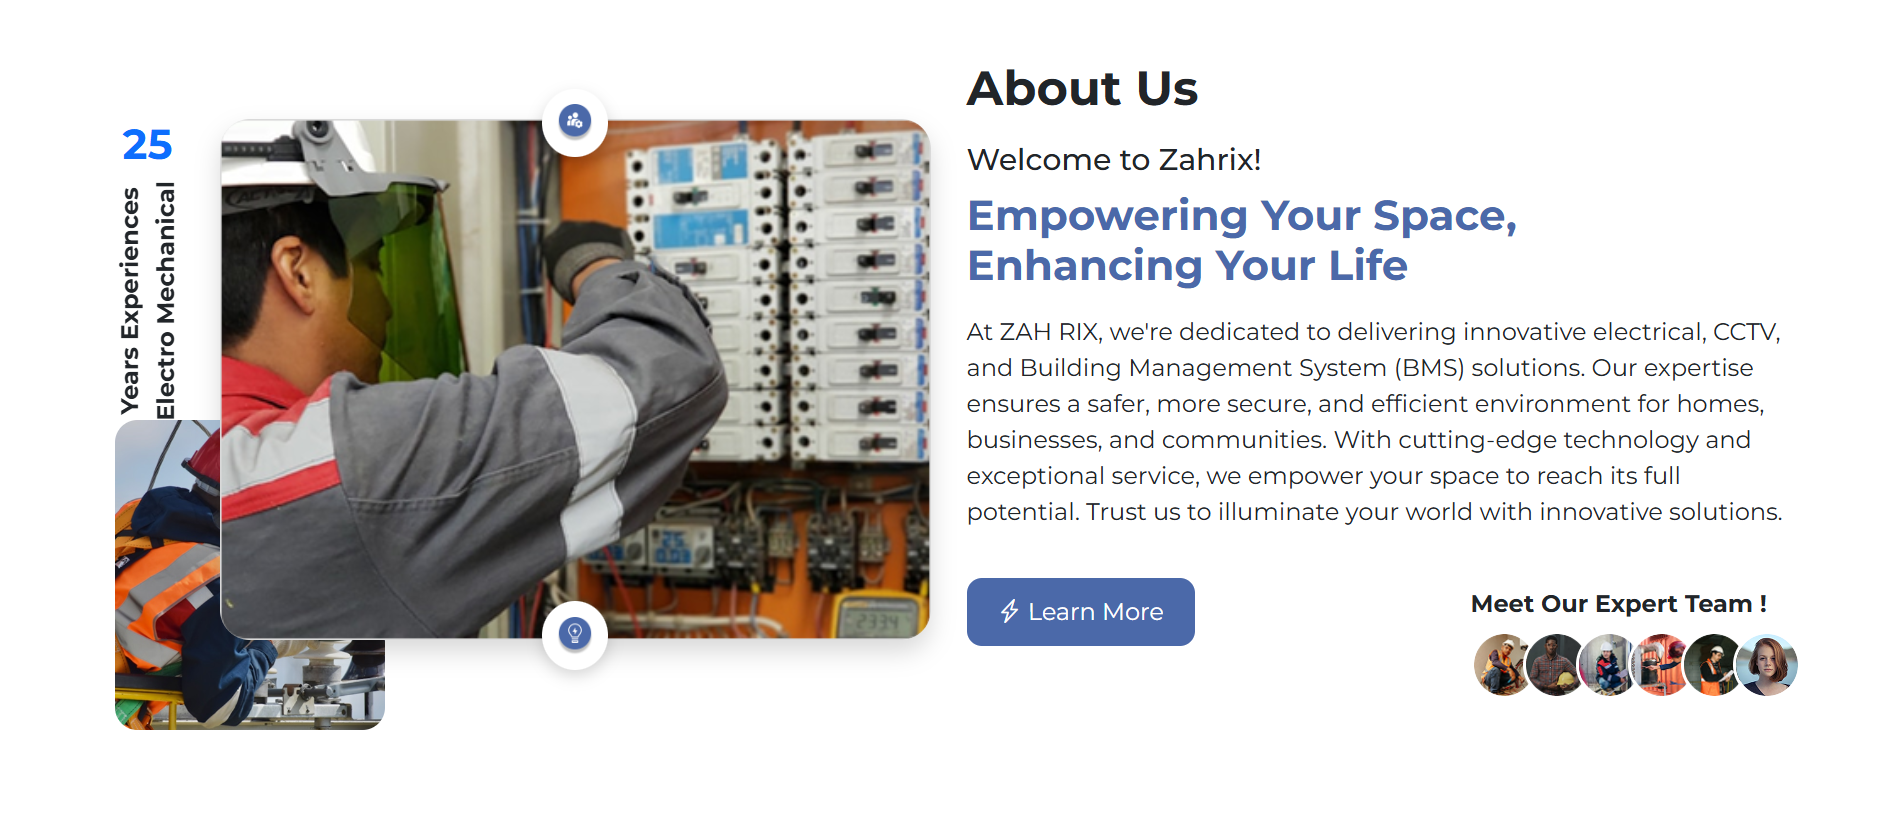 25
Years Experiences
Electro Mechanical
About Us
Welcome to Zahrix!
Empowering Your Space,
Enhancing Your Life
At ZAH RIX, we're dedicated to delivering innovative electrical, CCTV,
and Building Management System (BMS) solutions. Our expertise
ensures a safer, more secure, and efficient environment for homes,
businesses, and communities. With cutting-edge technology and
exceptional service, we empower your space to reach its full
potential. Trust us to illuminate your world with innovative solutions.
Learn More
Meet Our Expert Team !